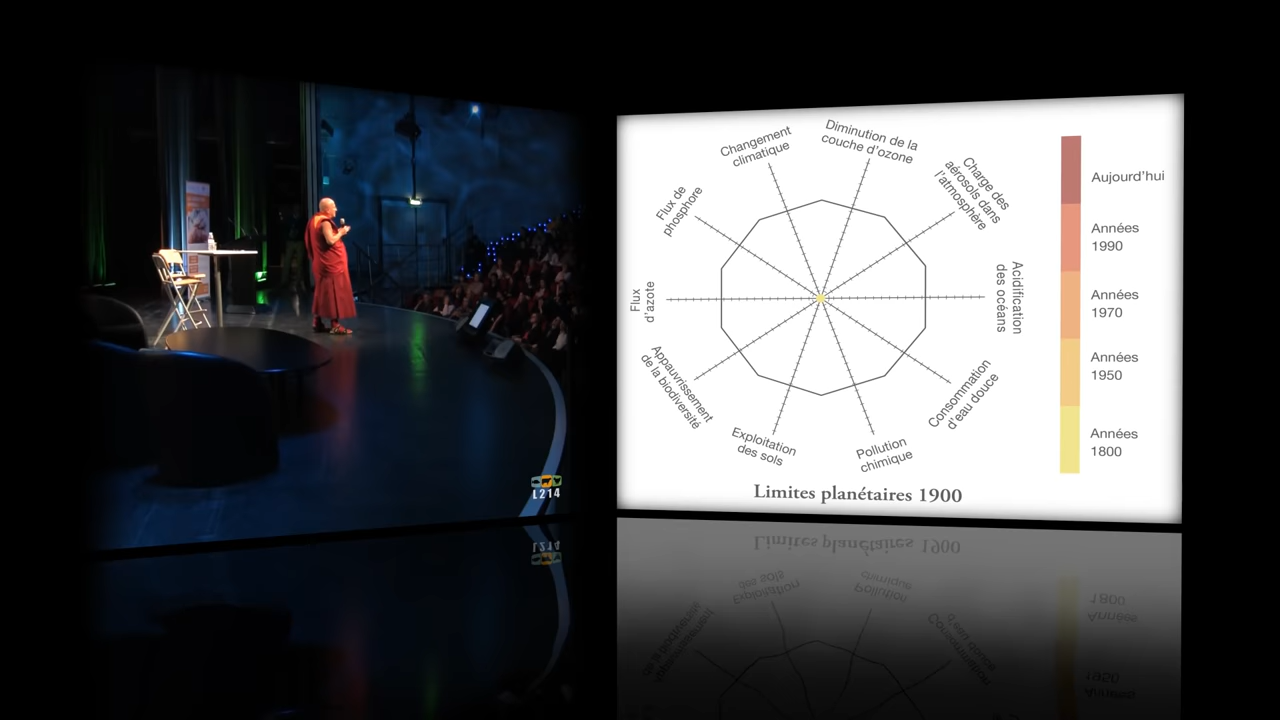 L214
Changement
climatique
Diminution de la
couche d'ozone
Charge des
aérosols dans
l'atmosphère
Flux de
phosphore
Acidification
des océans
Flux
d'azote
Appauvrissement
de la biodiversité
Consommation
d'eau douce
Exploitation
des sols
Pollution
chimique
Limites planétaires 1900
Aujourd'hui
Années
1990
Années
1970
Années
1950
Années
1800